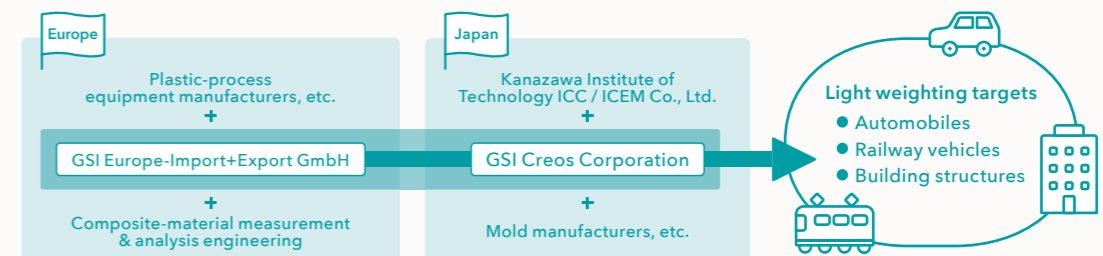 Europe
Plastic-process
equipment manufacturers, etc.
+
GSI Europe-Import+Export GmbH
+
Composite-material measurement
& analysis engineering
Japan
Kanazawa Institute of
Technology ICC / ICEM Co., Ltd.
+
GSI Creos Corporation
+
Mold manufacturers, etc.
Light weighting targets
● Automobiles
● Railway vehicles
● Building structures